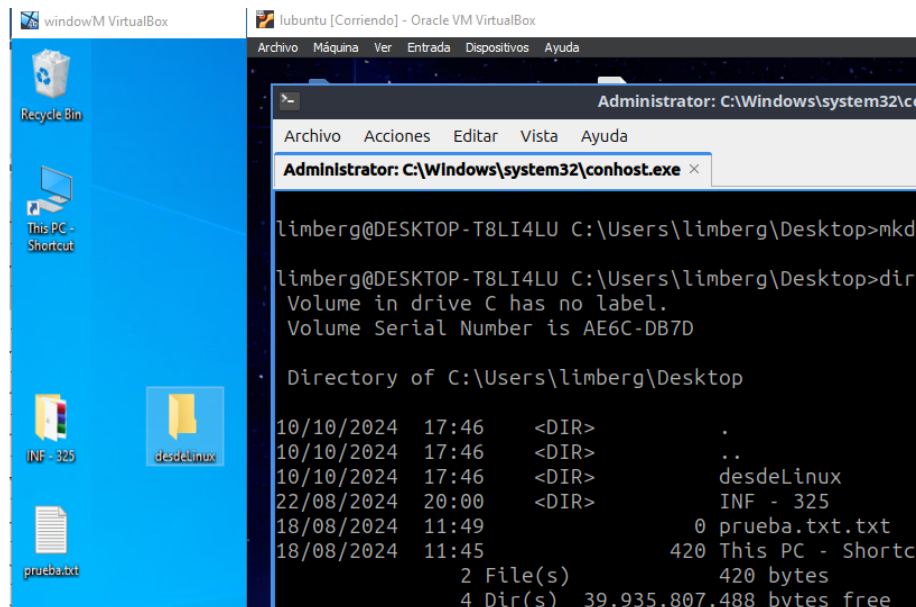 windowM VirtualBox
lubuntu [Corriendo] - Oracle VM VirtualBox
Archivo Máquina Ver Entrada Dispositivos Ayuda
Recycle Bin
This PC -
Shortcut
INF - 325
desdeLinux
prueba.txt
Administrator: C:\Windows\system32\co
Archivo Acciones Editar Vista Ayuda
Administrator: C:\Windows\system32\conhost.exe ×
limberg@DESKTOP-T8LI4LU C:\Users\limberg\Desktop>mkd
limberg@DESKTOP-T8LI4LU C:\Users\limberg\Desktop>dir
Volume in drive C has no label.
Volume Serial Number is AE6C-DB7D
Directory of C:\Users\limberg\Desktop
10/10/2024 17:46 <DIR> .
10/10/2024 17:46 <DIR> ..
10/10/2024 17:46 <DIR> desdeLinux
22/08/2024 20:00 <DIR> INF - 325
18/08/2024 11:49 0 prueba.txt.txt
18/08/2024 11:45 420 This PC - Shortc
2 File(s) 420 bytes
4 Dir(s) 39.935.807.488 bytes free